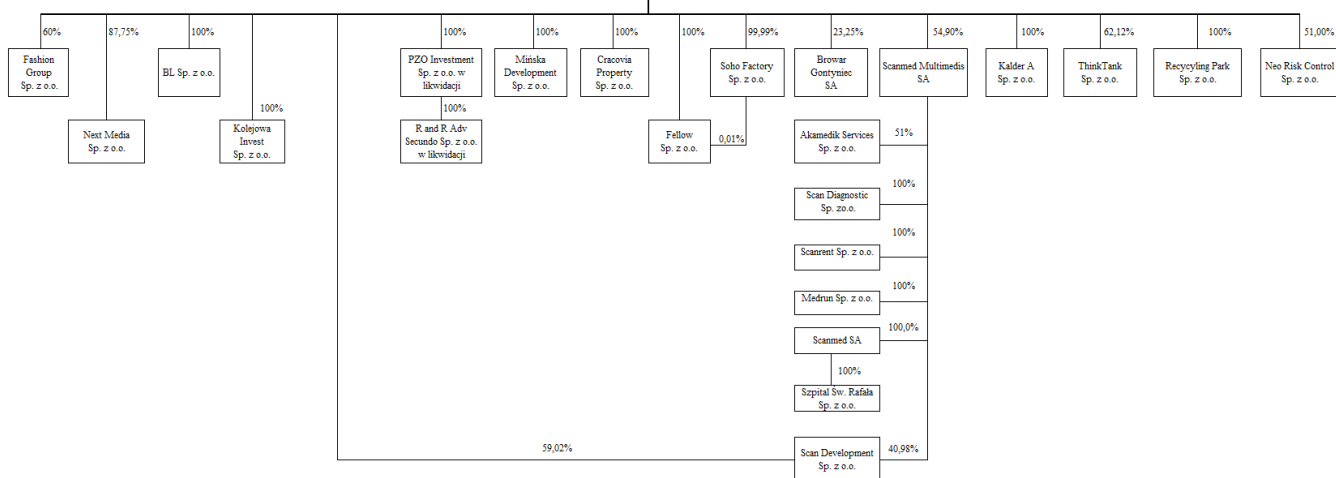 60%
87,75%
100%
100%
100%
100%
100%
99,99%
23,25%
54,90%
100%
62,12%
100%
51,00%
Fashion
Group
Sp. z o.o.
BL Sp. z o.o.
PZO Investment
Sp. z o.o. w
likwidacji
Mińska
Development
Sp. z o.o.
Cracovia
Property
Sp. z o.o.
Soho Factory
Sp. z o.o.
Browar
Gontyniec
SA
Scanmed Multimedis
SA
Kalder A
Sp. z o.o.
ThinkTank
Sp. z o.o.
Recycyling Park
Sp. z o.o.
Neo Risk Control
Sp. z o.o.
100%
100%
Next Media
Sp. z o.o.
Kolejowa
Invest
Sp. z o.o.
R and R Adv
Secundo Sp. z o.o.
w likwidacji
Fellow
Sp. z o.o.
0,01%
Akamedik Services
Sp. z o.o.
51%
Scan Diagnostic
Sp. zo.o.
100%
Scanrent Sp. z o.o.
100%
Medrun Sp. z o.o.
100%
Scanmed SA
100,0%
100%
Szpital Św. Rafała
Sp. z o.o.
59,02%
Scan Development
Sp. z o.o.
40,98%